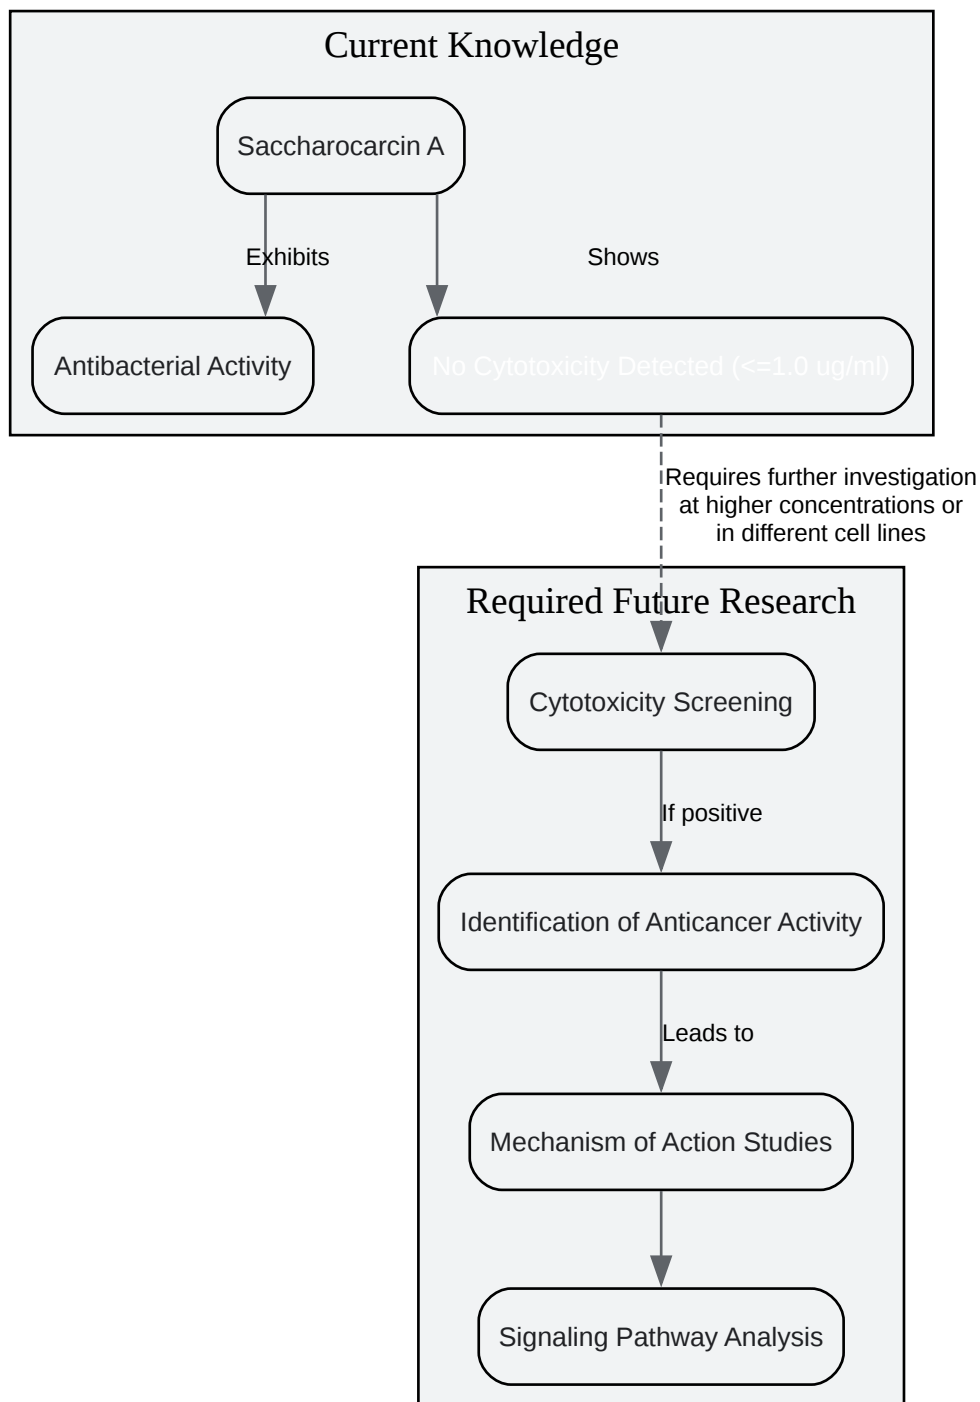 Current Knowledge
Saccharocarcin A
Exhibits
Shows
Antibacterial Activity
No Cytotoxicity Detected (<=1.0 ug/ml)
Requires further investigation
at higher concentrations or
in different cell lines
Required Future Research
Cytotoxicity Screening
If positive
Identification of Anticancer Activity
Leads to
Mechanism of Action Studies
Signaling Pathway Analysis